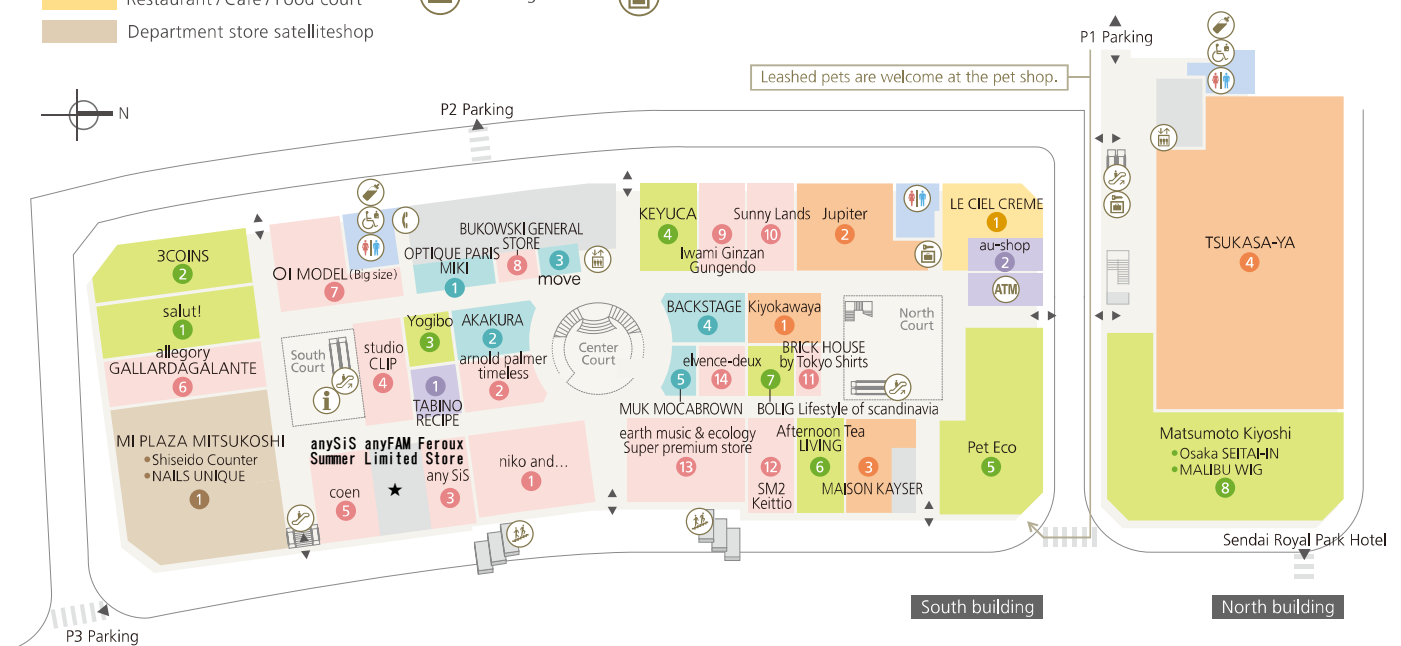 Restaurant / Cafe / Food court
Department store satelliteshop
N
P2 Parking
P1 Parking
Leashed pets are welcome at the pet shop.
3COINS
2
salut!
1
allegory
GALLARDAGALANTE
6
MI PLAZA MITSUKOSHI
•Shiseido Counter
•NAILS UNIQUE
1
OI MODEL(Big size)
7
OPTIQUE PARIS
MIKI
1
BUKOWSKI GENERAL
STORE
8
3
move
South
Court
i
studio
CLIP
4
Yogibo
3
AKAKURA
2
1
TABINO
RECIPE
arnold palmer
timeless
2
Center
Court
anySiS anyFAM Feroux
Summer Limited Store
★
coen
5
any SiS
3
niko and...
1
KEYUCA
4
9
Iwami Ginzan
Gungendo
Sunny Lands
10
Jupiter
2
LE CIEL CREME
1
au-shop
2
ATM
BACKSTAGE
4
Kiyokawaya
1
North
Court
5
MUK MOCABROWN
elvence-deux
14
7
BOLIG Lifestyle of scandinavia
BRICK HOUSE
by Tokyo Shirts
11
earth music & ecology
Super premium store
13
12
SM2
Keittio
Afternoon Tea
LIVING
6
3
MAISON KAYSER
Pet Eco
5
TSUKASA-YA
4
Matsumoto Kiyoshi
•Osaka SEITAI-IN
•MALIBU WIG
8
Sendai Royal Park Hotel
South building
North building
P3 Parking